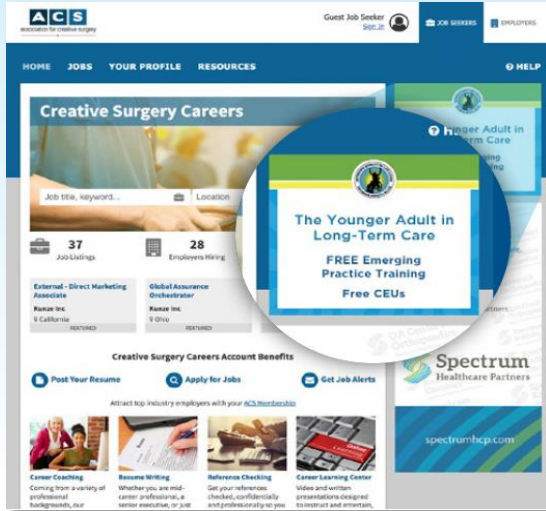 ACS
association for creative surgery
Guest Job Seeker
Sign In
JOB SEEKERS
EMPLOYERS
HOME JOBS YOUR PROFILE RESOURCES
HELP
Creative Surgery Careers
Job title, keyword...
Location
37
Job Listings
28
Employers Hiring
External - Direct Marketing
Associate
Kunze Inc
California
FEATURED
Global Assurance
Orchestrator
Kunze Inc
Ohio
FEATURED
The Younger Adult in
Long-Term Care
FREE Emerging
Practice Training
Free CEUs
Creative Surgery Careers Account Benefits
Post Your Resume
Apply for Jobs
Get Job Alerts
Attract top industry employers with your ACS Membership
Career Coaching
Coming from a variety of
professional
backgrounds, our
Resume Writing
Whether you are mid-
career professional, a
senior executive, or just
Reference Checking
Get your references
checked, confidentially
and professionally so you
Career Learning Center
Video and written
presentations designed
to instruct and entertain,
Spectrum
Healthcare Partners
spectrumhcp.com